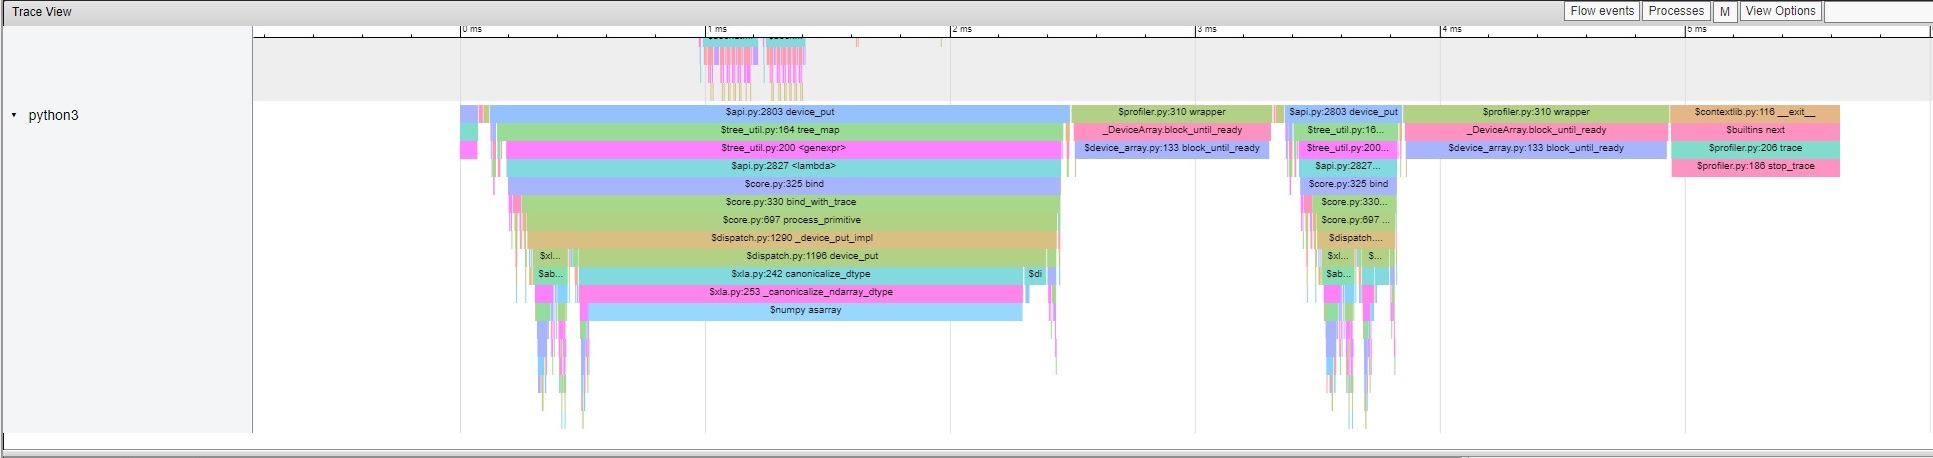 Trace View Flow events Processes M View Options
0 ms 1 ms 2 ms 3 ms 4 ms 5 ms
python3
$api.py:2803 device_put $profiler.py:310 wrapper $api.py:2803 device_put $profiler.py:310 wrapper $contextlib.py:116 __exit__
$tree_util.py:164 tree_map _DeviceArray.block_until_ready $tree_util.py:16... _DeviceArray.block_until_ready $builtins next
$tree_util.py:200 <genexpr> $device_array.py:133 block_until_ready $tree_util.py:200... $device_array.py:133 block_until_ready $profiler.py:206 trace
$api.py:2827 <lambda> $api.py:2827... $profiler.py:186 stop_trace
$core.py:325 bind $core.py:325 bind
$core.py:330 bind_with_trace $core.py:330...
$core.py:697 process_primitive $core.py:697 ...
$dispatch.py:1290 _device_put_impl $dispatch....
$xl... $dispatch.py:1196 device_put $xl... $...
$ab... $xla.py:242 canonicalize_dtype $di $ab...
$xla.py:253 _canonicalize_ndarray_dtype
$numpy asarray